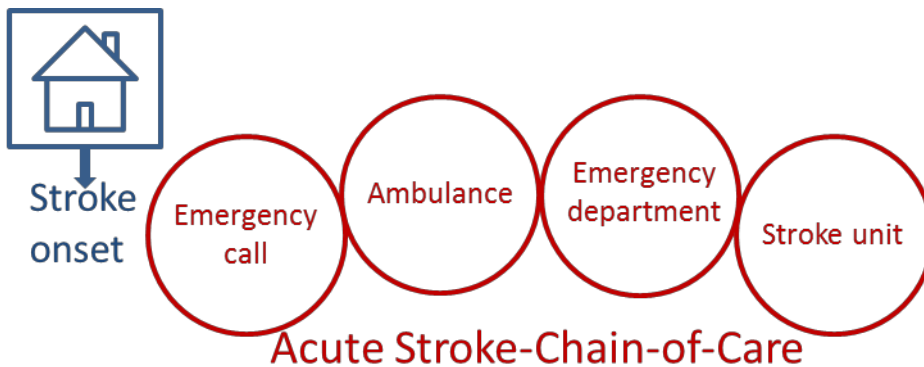 Stroke
onset
Emergency
call
Ambulance
Emergency
department
Stroke unit
Acute Stroke-Chain-of-Care